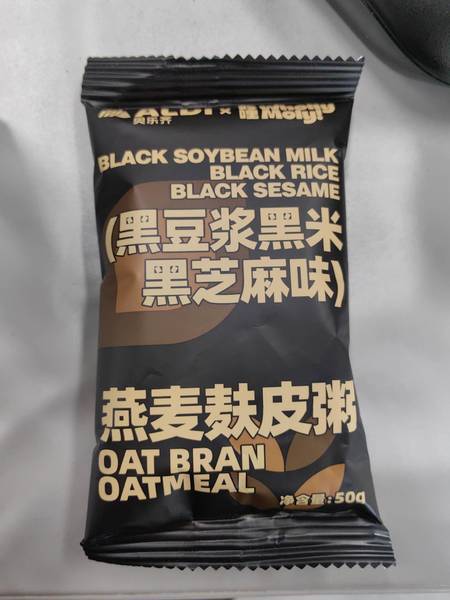 ALDI ×
奥乐齐
BLACK SOYBEAN MILK
BLACK RICE
BLACK SESAME
(黑豆浆黑米
黑芝麻味)
燕麦麸皮粥
OAT BRAN
OATMEAL
净含量:50g